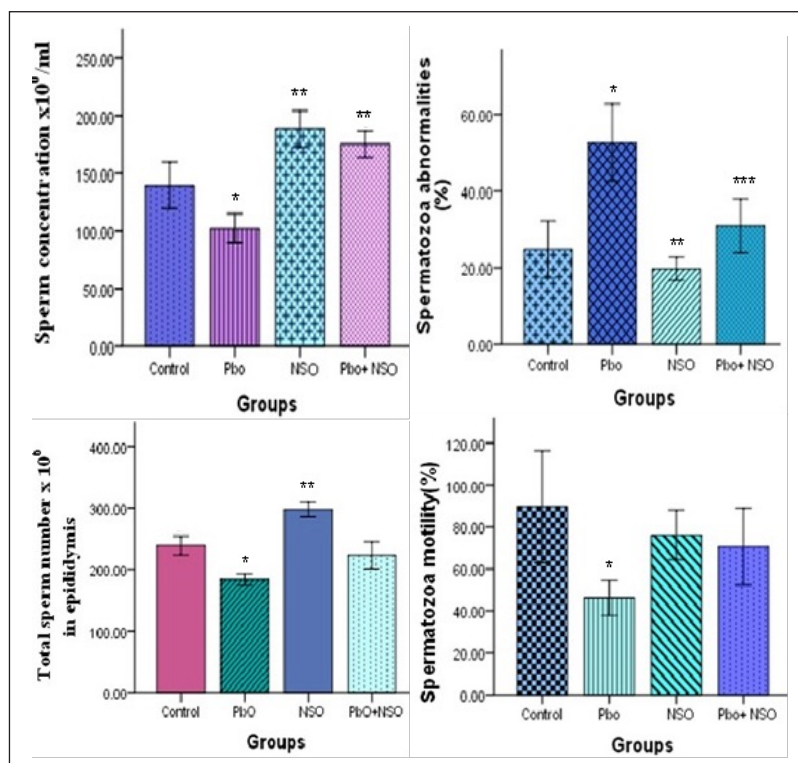 Sperm concentration x10⁶/ml
250.00
200.00
150.00
100.00
50.00
0.00
*
**
**
Control Pbo NSO Pbo+ NSO
Groups
Spermatozoa abnormalities
(%)
60.00
40.00
20.00
0.00
*
**
***
Control Pbo NSO Pbo+ NSO
Groups
Total sperm number x 10⁶
in epididymis
400.00
300.00
200.00
100.00
0.00
*
**
Control PbO NSO PbO+NSO
Groups
Spermatozoa motility(%)
120.00
100.00
80.00
60.00
40.00
20.00
0.00
*
Control Pbo NSO Pbo+ NSO
Groups